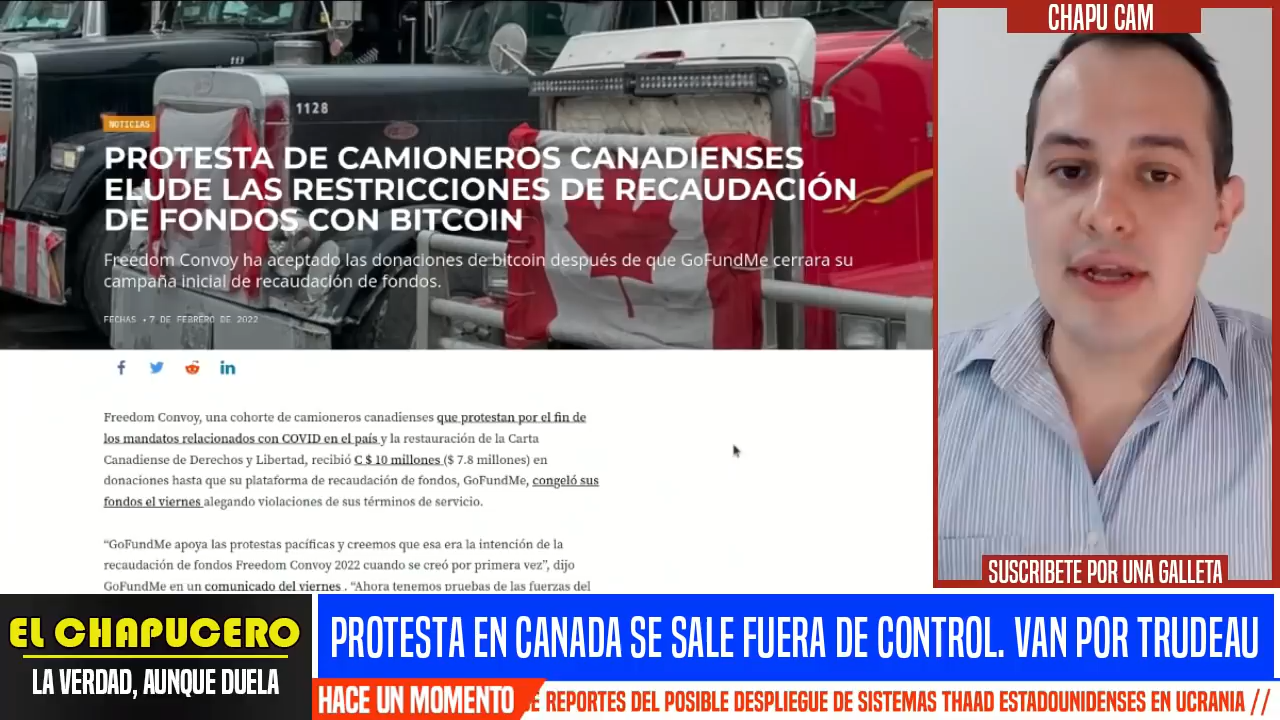 CHAPU CAM
1128
113
NOTICIAS
PROTESTA DE CAMIONEROS CANADIENSES
ELUDE LAS RESTRICCIONES DE RECAUDACIÓN
DE FONDOS CON BITCOIN
Freedom Convoy ha aceptado las donaciones de bitcoin después de que GoFundMe cerrara su
campaña inicial de recaudación de fondos.
FECHAS • 7 DE FEBRERO DE 2022
Freedom Convoy, una cohorte de camioneros canadienses que protestan por el fin de
los mandatos relacionados con COVID en el país y la restauración de la Carta
Canadiense de Derechos y Libertad, recibió C $ 10 millones ($ 7.8 millones) en
donaciones hasta que su plataforma de recaudación de fondos, GoFundMe, congeló sus
fondos el viernes alegando violaciones de sus términos de servicio.
“GoFundMe apoya las protestas pacíficas y creemos que esa era la intención de la
recaudación de fondos Freedom Convoy 2022 cuando se creó por primera vez”, dijo
GoFundMe en un comunicado del viernes . “Ahora tenemos pruebas de las fuerzas del
SUSCRIBETE POR UNA GALLETA
EL CHAPUCERO
LA VERDAD, AUNQUE DUELA
PROTESTA EN CANADA SE SALE FUERA DE CONTROL. VAN POR TRUDEAU
HACE UN MOMENTO
REPORTES DEL POSIBLE DESPLIEGUE DE SISTEMAS THAAD ESTADOUNIDENSES EN UCRANIA //